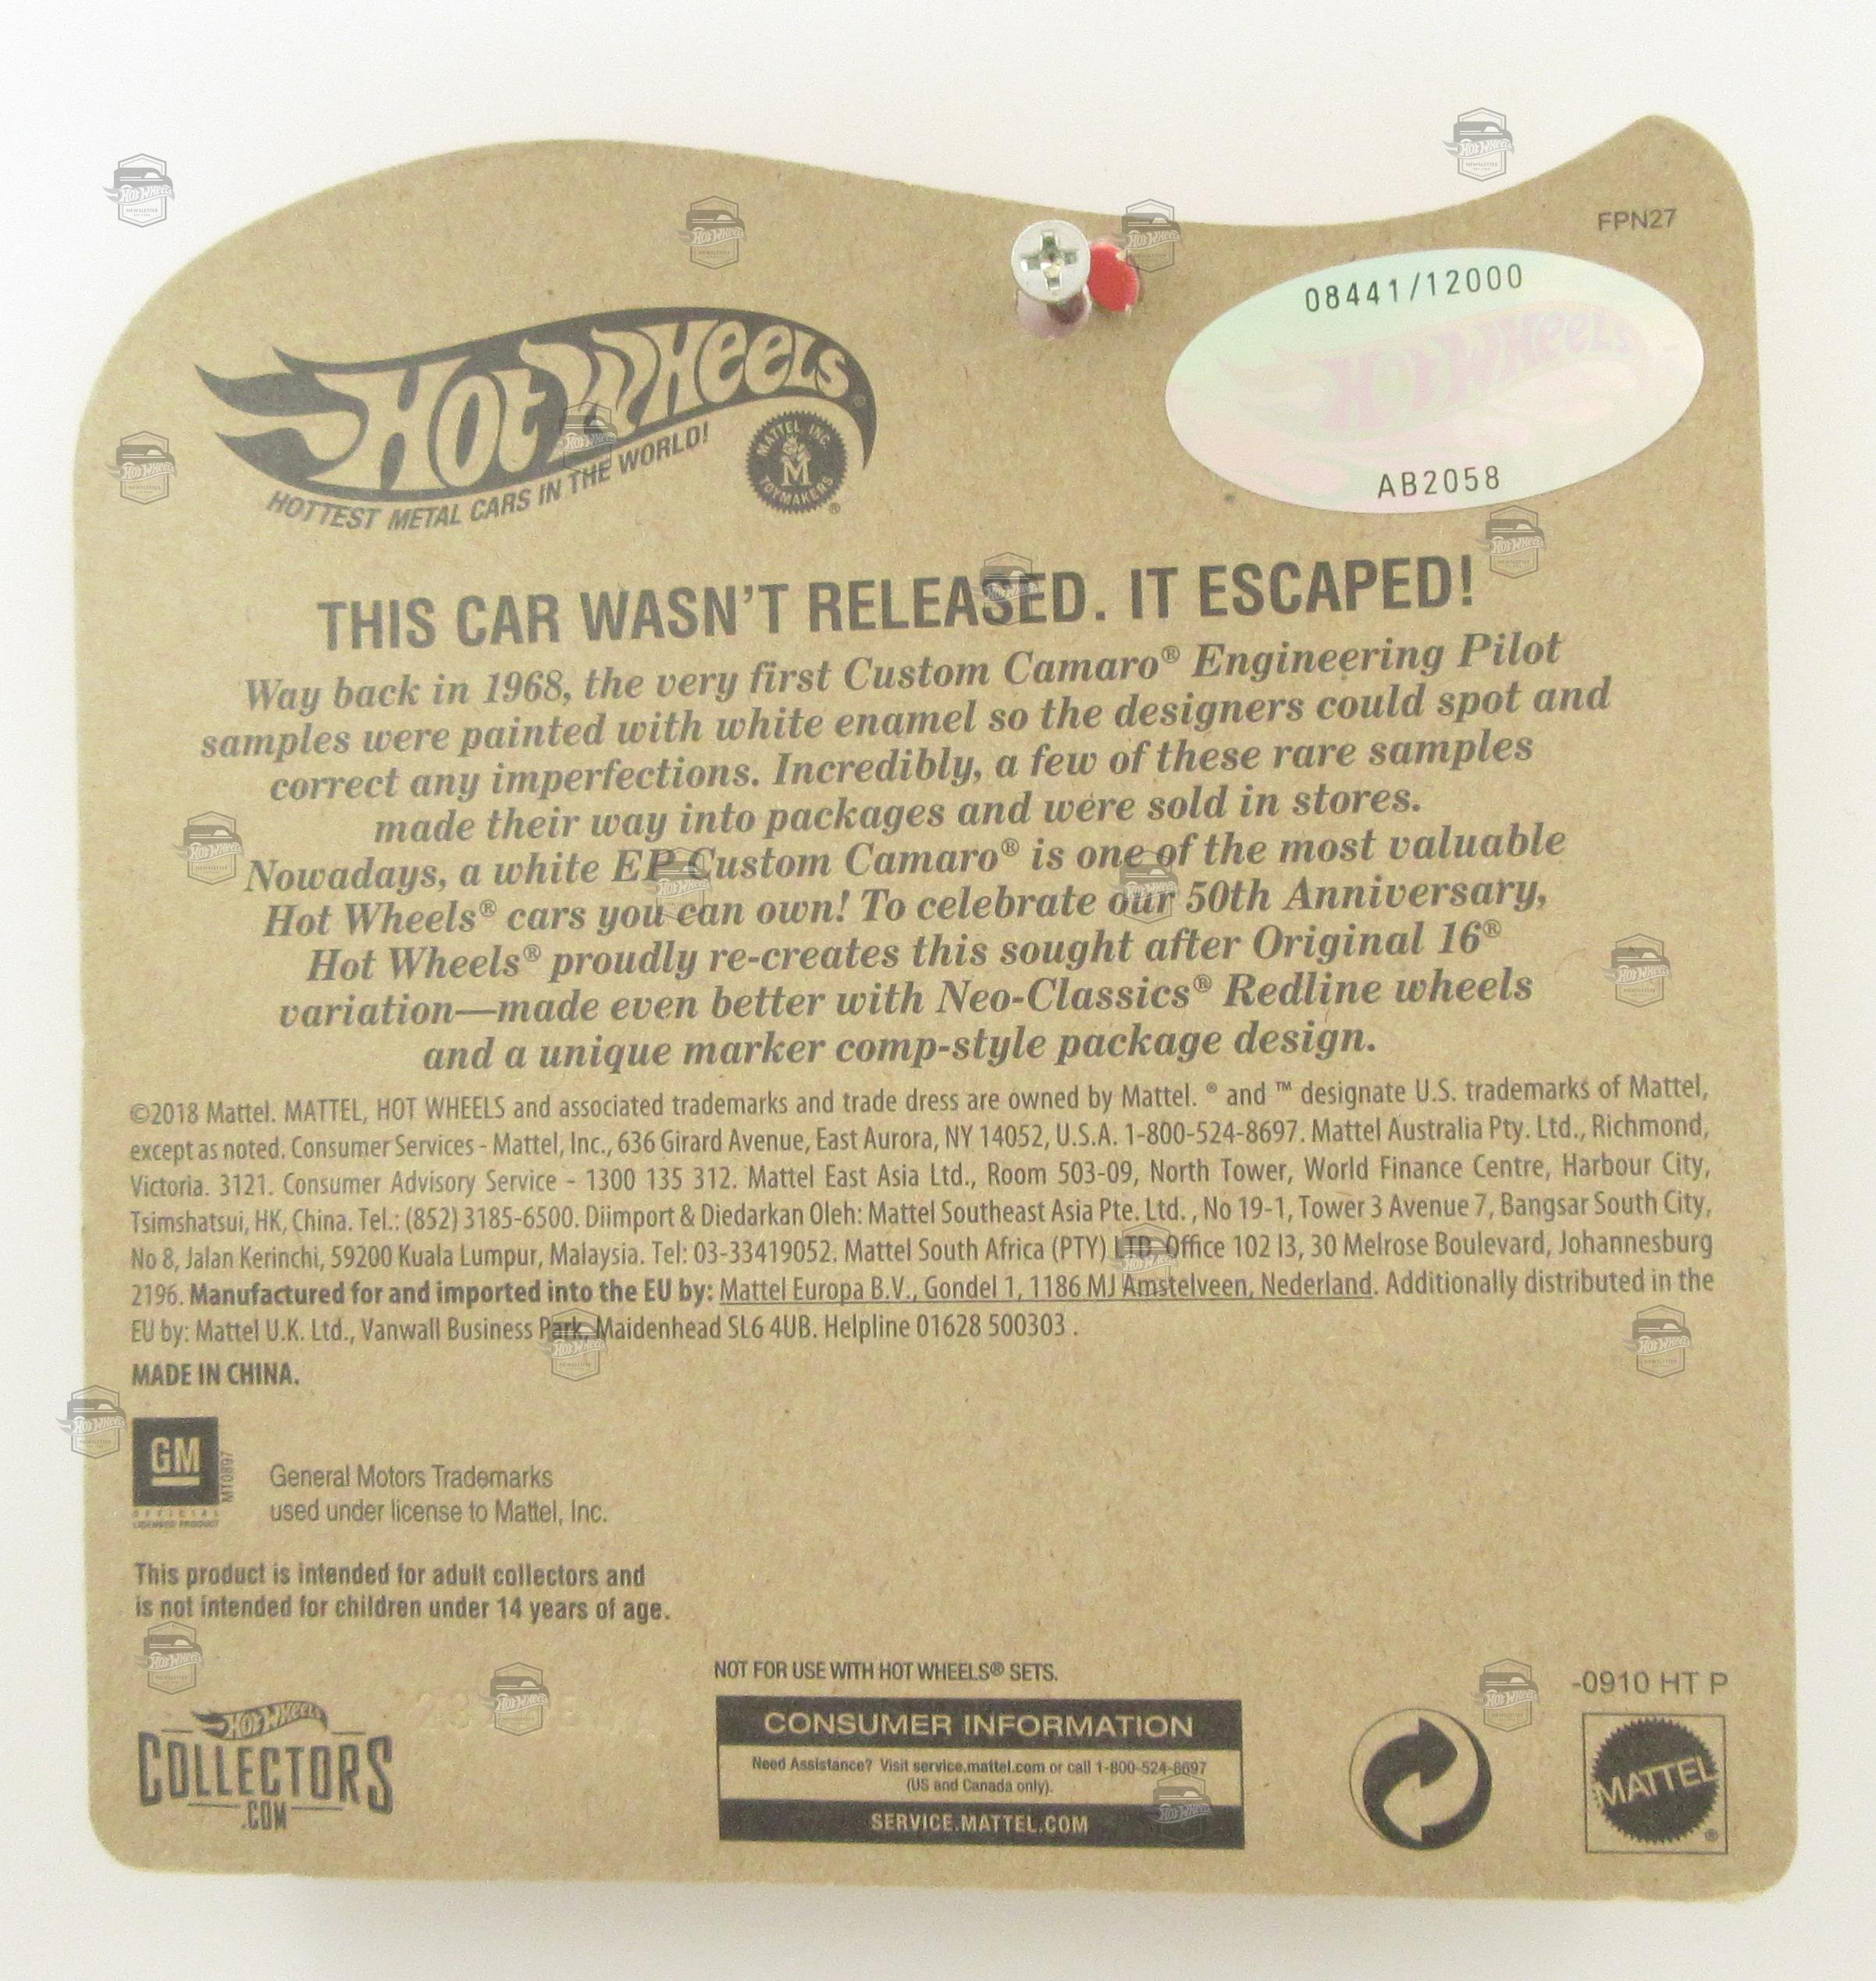 FPN27
08441/12000
Hot Wheels
AB2058
Hot Wheels®
HOTTEST METAL CARS IN THE WORLD!
MATTEL, INC.
M
TOYMAKERS
®
THIS CAR WASN'T RELEASED. IT ESCAPED!
Way back in 1968, the very first Custom Camaro® Engineering Pilot
samples were painted with white enamel so the designers could spot and
correct any imperfections. Incredibly, a few of these rare samples
made their way into packages and were sold in stores.
Nowadays, a white EP Custom Camaro® is one of the most valuable
Hot Wheels® cars you can own! To celebrate our 50th Anniversary,
Hot Wheels® proudly re-creates this sought after Original 16®
variation—made even better with Neo-Classics® Redline wheels
and a unique marker comp-style package design.
©2018 Mattel. MATTEL, HOT WHEELS and associated trademarks and trade dress are owned by Mattel. ® and ™ designate U.S. trademarks of Mattel,
except as noted. Consumer Services - Mattel, Inc., 636 Girard Avenue, East Aurora, NY 14052, U.S.A. 1-800-524-8697. Mattel Australia Pty. Ltd., Richmond,
Victoria. 3121. Consumer Advisory Service - 1300 135 312. Mattel East Asia Ltd., Room 503-09, North Tower, World Finance Centre, Harbour City,
Tsimshatsui, HK, China. Tel.: (852) 3185-6500. Diimport & Diedarkan Oleh: Mattel Southeast Asia Pte. Ltd. , No 19-1, Tower 3 Avenue 7, Bangsar South City,
No 8, Jalan Kerinchi, 59200 Kuala Lumpur, Malaysia. Tel: 03-33419052. Mattel South Africa (PTY) LTD, Office 102 I3, 30 Melrose Boulevard, Johannesburg
2196. Manufactured for and imported into the EU by: Mattel Europa B.V., Gondel 1, 1186 MJ Amstelveen, Nederland. Additionally distributed in the
EU by: Mattel U.K. Ltd., Vanwall Business Park, Maidenhead SL6 4UB. Helpline 01628 500303 .
MADE IN CHINA.
GM
MT0897
OFFICIAL
LICENSED PRODUCT
General Motors Trademarks
used under license to Mattel, Inc.
This product is intended for adult collectors and
is not intended for children under 14 years of age.
NOT FOR USE WITH HOT WHEELS® SETS.
-0910 HT P
Hot Wheels
COLLECTORS
.COM
CONSUMER INFORMATION
Need Assistance? Visit service.mattel.com or call 1-800-524-8697
(US and Canada only).
SERVICE.MATTEL.COM
MATTEL
®